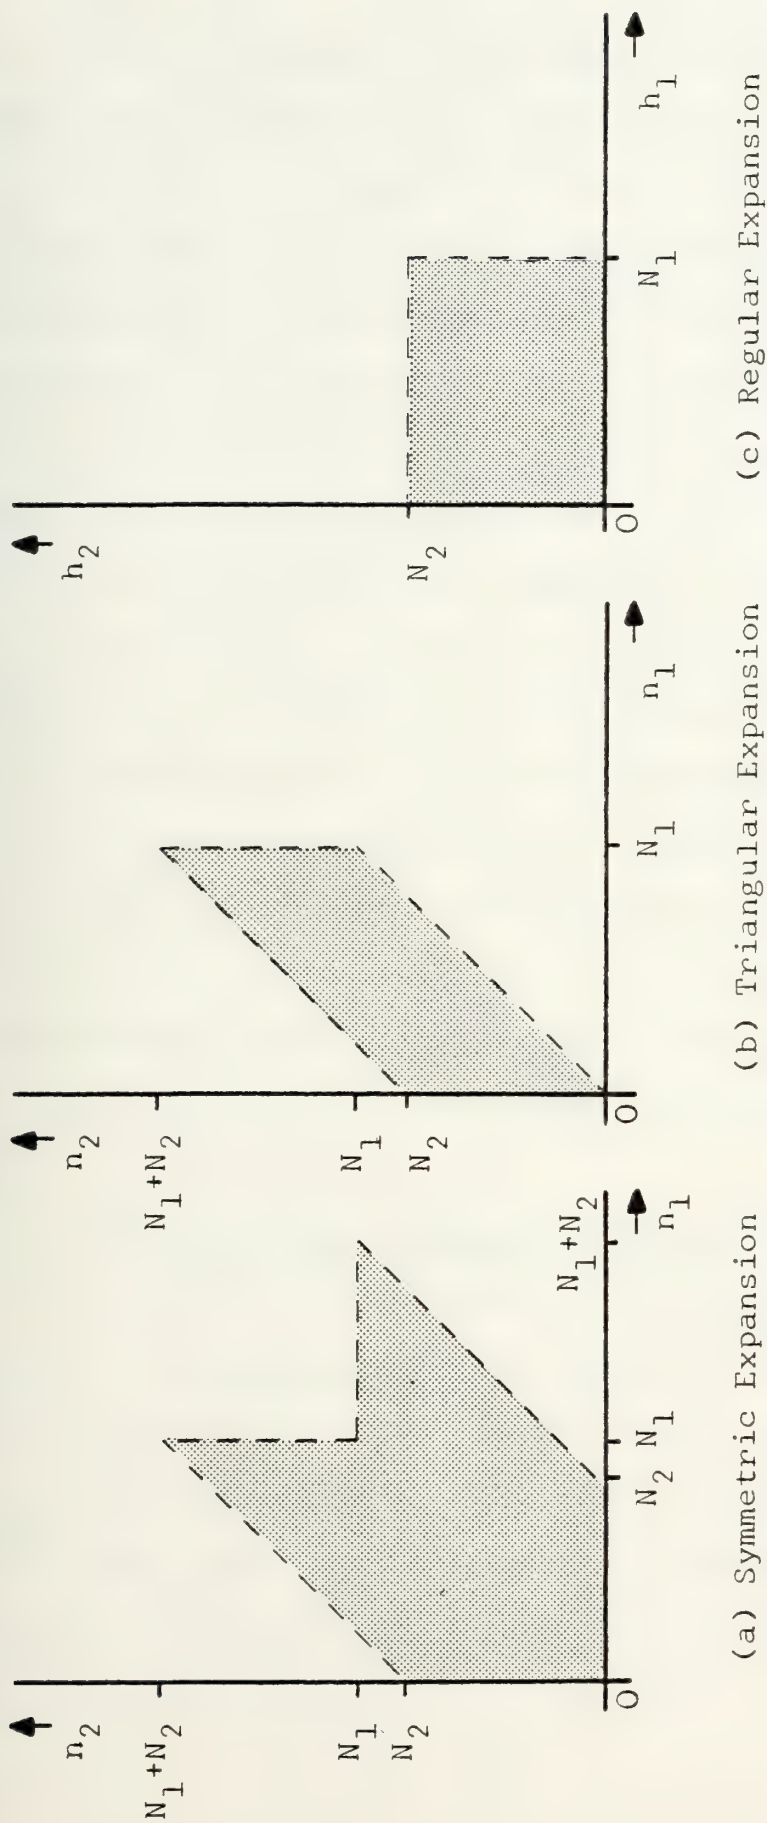 n₂
N₁+N₂
N₁
N₂
0
N₂ N₁
N₁+N₂
n₁
(a) Symmetric Expansion
n₂
N₁+N₂
N₁
N₂
0
N₁
n₁
(b) Triangular Expansion
h₂
N₂
0
N₁
h₁
(c) Regular Expansion